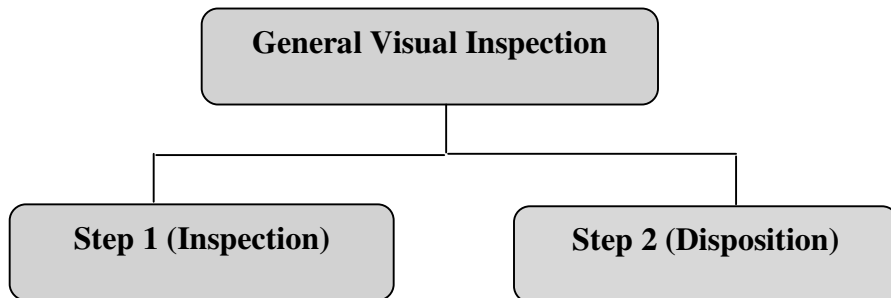 General Visual Inspection
Step 1 (Inspection)
Step 2 (Disposition)